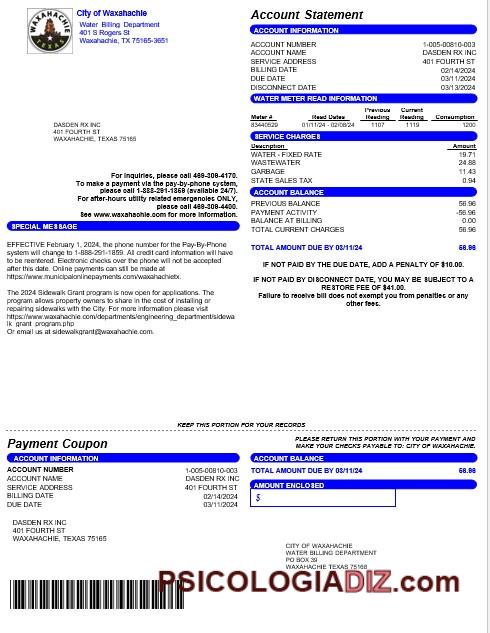 WAXAHACHIE
TEXAS
City of Waxahachie
Water Billing Department
401 S Rogers St
Waxahachie, TX 75165-3651
Account Statement
ACCOUNT INFORMATION
ACCOUNT NUMBER 1-005-00810-003
ACCOUNT NAME DASDEN RX INC
SERVICE ADDRESS 401 FOURTH ST
BILLING DATE 02/14/2024
DUE DATE 03/11/2024
DISCONNECT DATE 03/13/2024
WATER METER READ INFORMATION
Meter # Read Dates Previous Reading Current Reading Consumption
83440529 01/11/24 - 02/08/24 1107 1119 1200
SERVICE CHARGES
Description Amount
WATER - FIXED RATE 19.71
WASTEWATER 24.88
GARBAGE 11.43
STATE SALES TAX 0.94
ACCOUNT BALANCE
PREVIOUS BALANCE 56.96
PAYMENT ACTIVITY -56.96
BALANCE AT BILLING 0.00
TOTAL CURRENT CHARGES 56.96
TOTAL AMOUNT DUE BY 03/11/24 56.96
IF NOT PAID BY THE DUE DATE, ADD A PENALTY OF $10.00.
IF NOT PAID BY DISCONNECT DATE, YOU MAY BE SUBJECT TO A
RESTORE FEE OF $41.00.
Failure to receive bill does not exempt you from penalties or any
other fees.
DASDEN RX INC
401 FOURTH ST
WAXAHACHIE, TEXAS 75165
For inquiries, please call 469-309-4170.
To make a payment via the pay-by-phone system,
please call 1-888-291-1859 (available 24/7).
For after-hours utility related emergencies ONLY,
please call 469-309-4400.
See www.waxahachie.com for more information.
SPECIAL MESSAGE
EFFECTIVE February 1, 2024, the phone number for the Pay-By-Phone
system will change to 1-888-291-1859. All credit card information will have
to be reentered. Electronic checks over the phone will not be accepted
after this date. Online payments can still be made at
https://www.municipalonlinepayments.com/waxahachietx.
The 2024 Sidewalk Grant program is now open for applications. The
program allows property owners to share in the cost of installing or
repairing sidewalks with the City. For more information please visit
https://www.waxahachie.com/departments/engineering_department/sidewa
lk_grant_program.php
Or email us at sidewalkgrant@waxahachie.com.
KEEP THIS PORTION FOR YOUR RECORDS
Payment Coupon
PLEASE RETURN THIS PORTION WITH YOUR PAYMENT AND
MAKE YOUR CHECKS PAYABLE TO: CITY OF WAXAHACHIE.
ACCOUNT INFORMATION
ACCOUNT NUMBER 1-005-00810-003
ACCOUNT NAME DASDEN RX INC
SERVICE ADDRESS 401 FOURTH ST
BILLING DATE 02/14/2024
DUE DATE 03/11/2024
ACCOUNT BALANCE
TOTAL AMOUNT DUE BY 03/11/24 56.96
AMOUNT ENCLOSED
$
DASDEN RX INC
401 FOURTH ST
WAXAHACHIE, TEXAS 75165
CITY OF WAXAHACHIE
WATER BILLING DEPARTMENT
PO BOX 39
WAXAHACHIE TEXAS 75168
PSICOLOGIADIZ.com